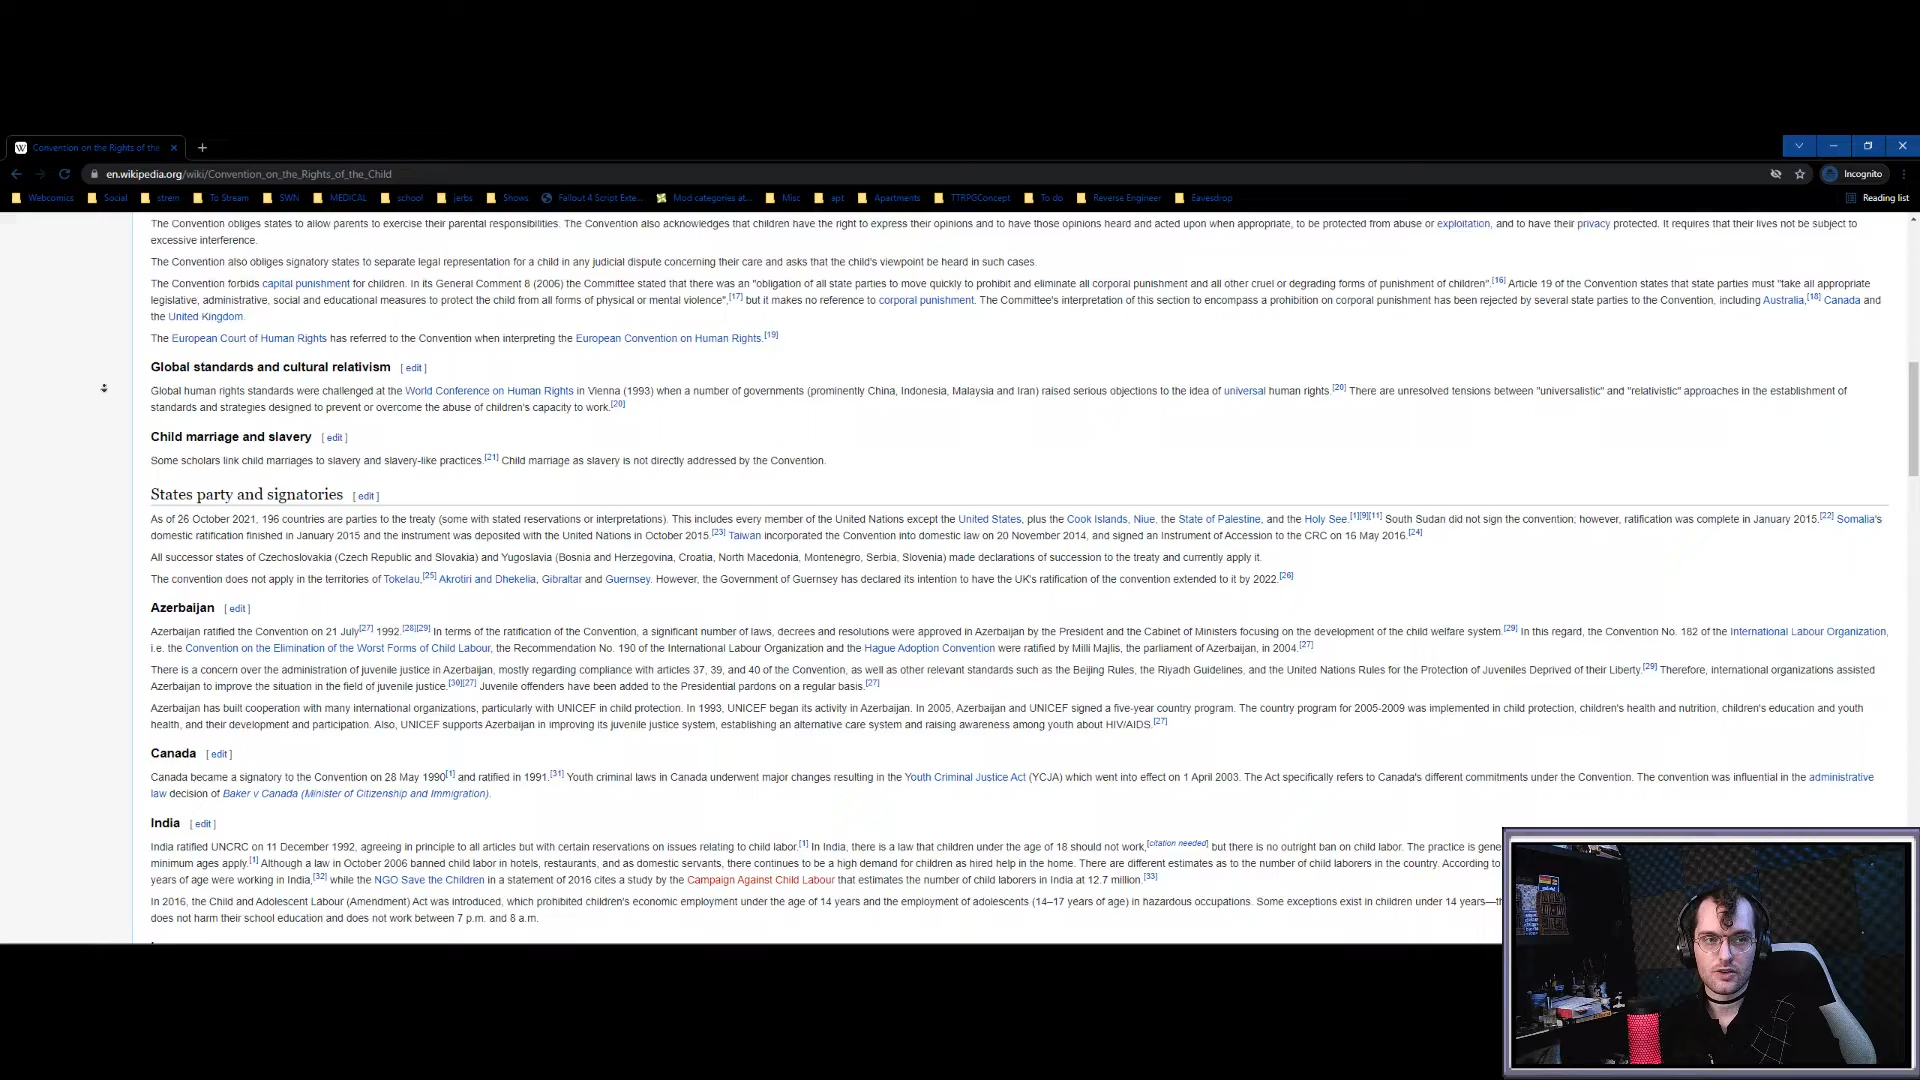 Convention on the Rights of the
en.wikipedia.org/wiki/Convention_on_the_Rights_of_the_Child
Incognito
Webcomics Social strem To Stream SWN MEDICAL school jerbs Shows Fallout 4 Script Exte... Mod categories at... Misc apt Apartments TTRPGConcept To do Reverse Engineer Eavesdrop Reading list
The Convention obliges states to allow parents to exercise their parental responsibilities. The Convention also acknowledges that children have the right to express their opinions and to have those opinions heard and acted upon when appropriate, to be protected from abuse or exploitation, and to have their privacy protected. It requires that their lives not be subject to
excessive interference.
The Convention also obliges signatory states to separate legal representation for a child in any judicial dispute concerning their care and asks that the child's viewpoint be heard in such cases.
The Convention forbids capital punishment for children. In its General Comment 8 (2006) the Committee stated that there was an "obligation of all state parties to move quickly to prohibit and eliminate all corporal punishment and all other cruel or degrading forms of punishment of children".[16] Article 19 of the Convention states that state parties must "take all appropriate
legislative, administrative, social and educational measures to protect the child from all forms of physical or mental violence",[17] but it makes no reference to corporal punishment. The Committee's interpretation of this section to encompass a prohibition on corporal punishment has been rejected by several state parties to the Convention, including Australia,[18] Canada and
the United Kingdom.
The European Court of Human Rights has referred to the Convention when interpreting the European Convention on Human Rights.[19]
Global standards and cultural relativism [ edit ]
Global human rights standards were challenged at the World Conference on Human Rights in Vienna (1993) when a number of governments (prominently China, Indonesia, Malaysia and Iran) raised serious objections to the idea of universal human rights.[20] There are unresolved tensions between "universalistic" and "relativistic" approaches in the establishment of
standards and strategies designed to prevent or overcome the abuse of children's capacity to work.[20]
Child marriage and slavery [ edit ]
Some scholars link child marriages to slavery and slavery-like practices.[21] Child marriage as slavery is not directly addressed by the Convention.
States party and signatories [ edit ]
As of 26 October 2021, 196 countries are parties to the treaty (some with stated reservations or interpretations). This includes every member of the United Nations except the United States, plus the Cook Islands, Niue, the State of Palestine, and the Holy See.[1][9][11] South Sudan did not sign the convention; however, ratification was complete in January 2015.[22] Somalia's
domestic ratification finished in January 2015 and the instrument was deposited with the United Nations in October 2015.[23] Taiwan incorporated the Convention into domestic law on 20 November 2014, and signed an Instrument of Accession to the CRC on 16 May 2016.[24]
All successor states of Czechoslovakia (Czech Republic and Slovakia) and Yugoslavia (Bosnia and Herzegovina, Croatia, North Macedonia, Montenegro, Serbia, Slovenia) made declarations of succession to the treaty and currently apply it.
The convention does not apply in the territories of Tokelau,[25] Akrotiri and Dhekelia, Gibraltar and Guernsey. However, the Government of Guernsey has declared its intention to have the UK's ratification of the convention extended to it by 2022.[26]
Azerbaijan [ edit ]
Azerbaijan ratified the Convention on 21 July[27] 1992.[28][29] In terms of the ratification of the Convention, a significant number of laws, decrees and resolutions were approved in Azerbaijan by the President and the Cabinet of Ministers focusing on the development of the child welfare system.[29] In this regard, the Convention No. 182 of the International Labour Organization,
i.e. the Convention on the Elimination of the Worst Forms of Child Labour, the Recommendation No. 190 of the International Labour Organization and the Hague Adoption Convention were ratified by Milli Majlis, the parliament of Azerbaijan, in 2004.[27]
There is a concern over the administration of juvenile justice in Azerbaijan, mostly regarding compliance with articles 37, 39, and 40 of the Convention, as well as other relevant standards such as the Beijing Rules, the Riyadh Guidelines, and the United Nations Rules for the Protection of Juveniles Deprived of their Liberty.[29] Therefore, international organizations assisted
Azerbaijan to improve the situation in the field of juvenile justice.[30][27] Juvenile offenders have been added to the Presidential pardons on a regular basis.[27]
Azerbaijan has built cooperation with many international organizations, particularly with UNICEF in child protection. In 1993, UNICEF began its activity in Azerbaijan. In 2005, Azerbaijan and UNICEF signed a five-year country program. The country program for 2005-2009 was implemented in child protection, children's health and nutrition, children's education and youth
health, and their development and participation. Also, UNICEF supports Azerbaijan in improving its juvenile justice system, establishing an alternative care system and raising awareness among youth about HIV/AIDS.[27]
Canada [ edit ]
Canada became a signatory to the Convention on 28 May 1990[1] and ratified in 1991.[31] Youth criminal laws in Canada underwent major changes resulting in the Youth Criminal Justice Act (YCJA) which went into effect on 1 April 2003. The Act specifically refers to Canada's different commitments under the Convention. The convention was influential in the administrative
law decision of Baker v Canada (Minister of Citizenship and Immigration).
India [ edit ]
India ratified UNCRC on 11 December 1992, agreeing in principle to all articles but with certain reservations on issues relating to child labor.[1] In India, there is a law that children under the age of 18 should not work,[citation needed] but there is no outright ban on child labor. The practice is gene
minimum ages apply.[1] Although a law in October 2006 banned child labor in hotels, restaurants, and as domestic servants, there continues to be a high demand for children as hired help in the home. There are different estimates as to the number of child laborers in the country. According to
years of age were working in India,[32] while the NGO Save the Children in a statement of 2016 cites a study by the Campaign Against Child Labour that estimates the number of child laborers in India at 12.7 million.[33]
In 2016, the Child and Adolescent Labour (Amendment) Act was introduced, which prohibited children's economic employment under the age of 14 years and the employment of adolescents (14–17 years of age) in hazardous occupations. Some exceptions exist in children under 14 years—th
does not harm their school education and does not work between 7 p.m. and 8 a.m.